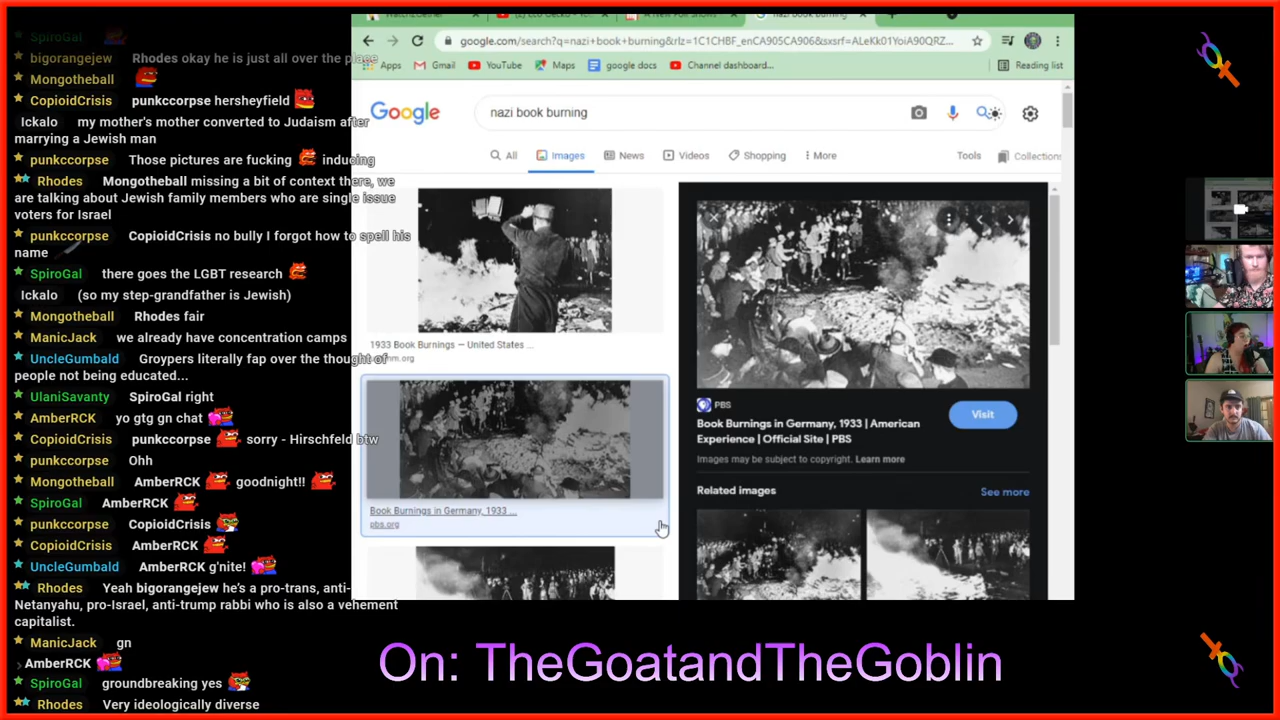 SpiroGal
bigorangejew Rhodes okay he is just all over the place
Mongotheball
CopioidCrisis punkccorpse hersheyfield
Ickalo my mother's mother converted to Judaism after
marrying a Jewish man
punkccorpse Those pictures are fucking inducing
Rhodes Mongotheball missing a bit of context there, we
are talking about Jewish family members who are single issue
voters for Israel
punkccorpse CopioidCrisis no bully I forgot how to spell his
name
SpiroGal there goes the LGBT research
Ickalo (so my step-grandfather is Jewish)
Mongotheball Rhodes fair
ManicJack we already have concentration camps
UncleGumbald Groypers literally fap over the thought of
people not being educated...
UlaniSavanty SpiroGal right
AmberRCK yo gtg gn chat
CopioidCrisis punkccorpse sorry - Hirschfeld btw
punkccorpse Ohh
Mongotheball AmberRCK goodnight!!
SpiroGal AmberRCK
punkccorpse CopioidCrisis
CopioidCrisis AmberRCK
UncleGumbald AmberRCK g'nite!
Rhodes Yeah bigorangejew he's a pro-trans, anti-
Netanyahu, pro-Israel, anti-trump rabbi who is also a vehement
capitalist.
ManicJack gn
AmberRCK
SpiroGal groundbreaking yes
Rhodes Very ideologically diverse
nazi book burning
google.com/search?q=nazi+book+burning&rlz=1C1CHBF_enCA905CA906&sxsrf=ALeKk01YoiA90QRZ...
Apps Gmail YouTube Maps google docs Channel dashboard... Reading list
Google nazi book burning
All Images News Videos Shopping More Tools Collections
1933 Book Burnings — United States ...
Book Burnings in Germany, 1933 ...
pbs.org
PBS
Book Burnings in Germany, 1933 | American
Experience | Official Site | PBS
Visit
Images may be subject to copyright. Learn more
Related images See more
On: TheGoatandTheGoblin